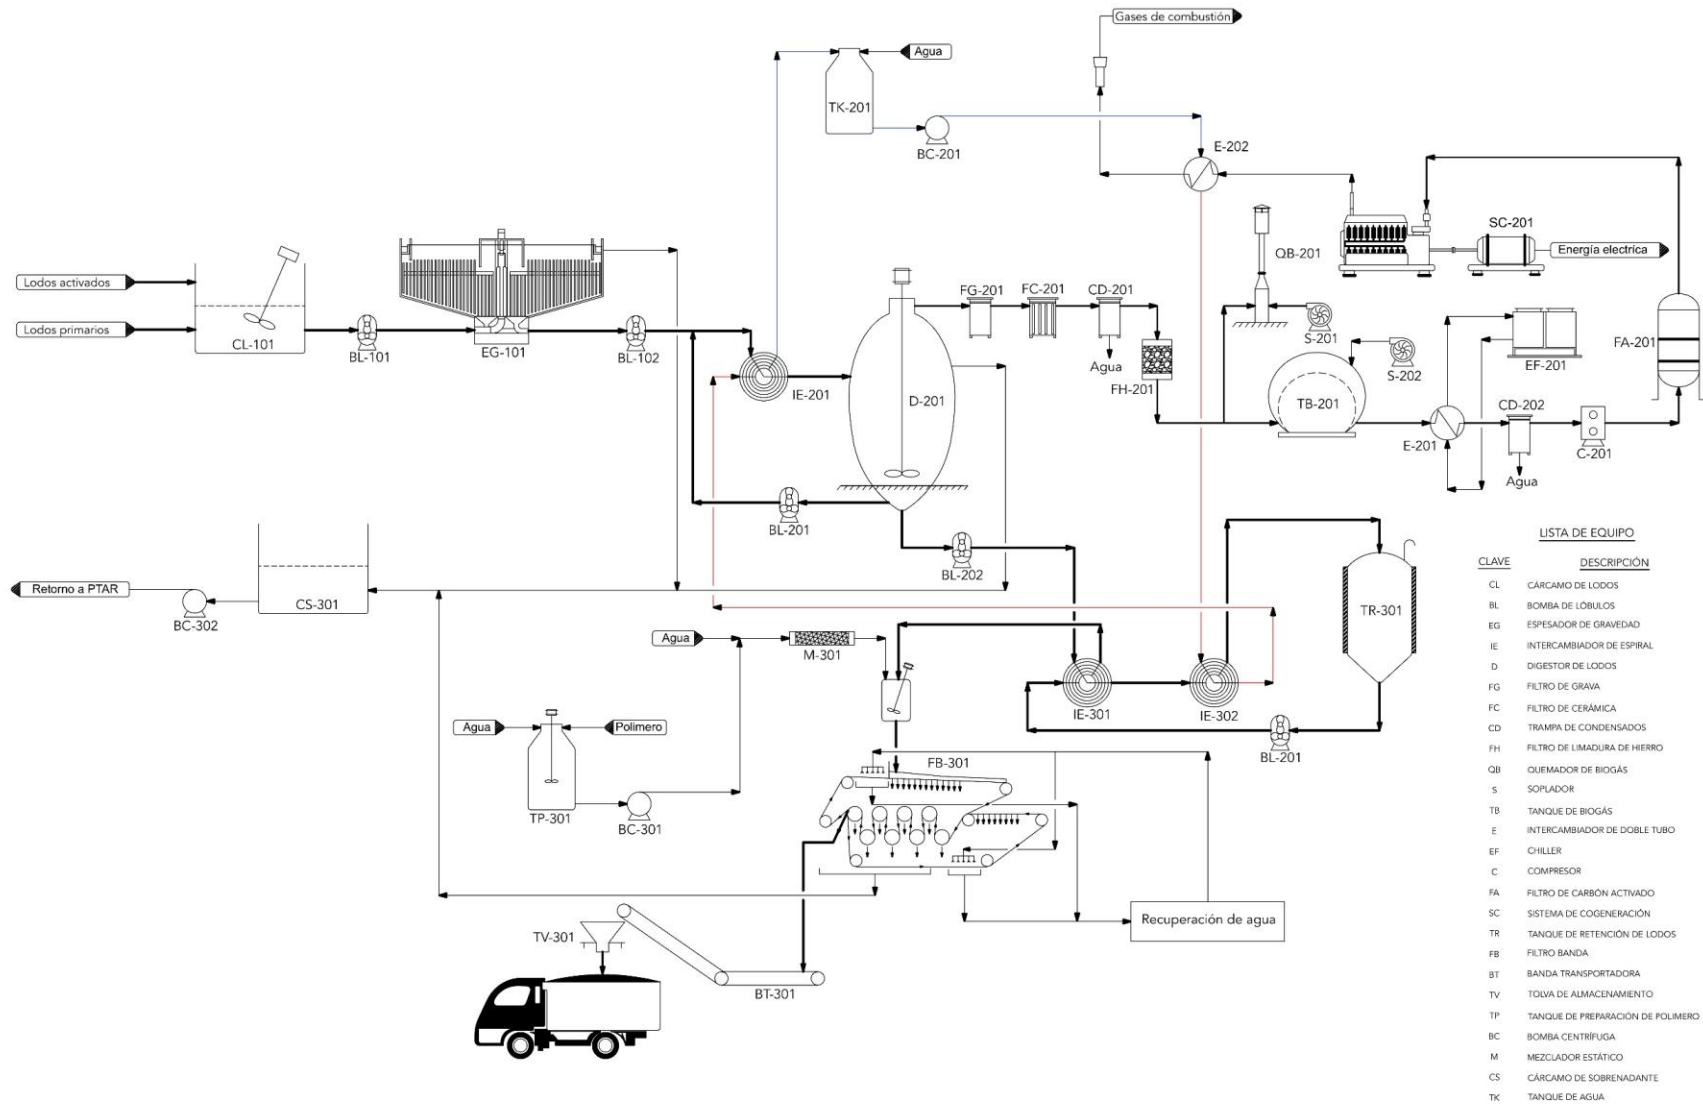 Gases de combustión
Agua
TK-201
BC-201
E-202
QB-201
SC-201
Energía electrica
Lodos activados
Lodos primarios
CL-101
BL-101
EG-101
BL-102
IE-201
D-201
FG-201
FC-201
CD-201
Agua
FH-201
S-201
S-202
TB-201
E-201
EF-201
CD-202
Agua
C-201
FA-201
BL-201
BL-202
Retorno a PTAR
BC-302
CS-301
Agua
M-301
Agua
Polimero
TP-301
BC-301
IE-301
IE-302
TR-301
BL-201
FB-301
Recuperación de agua
TV-301
BT-301
LISTA DE EQUIPO
CLAVE DESCRIPCIÓN
CL CÁRCAMO DE LODOS
BL BOMBA DE LÓBULOS
EG ESPESADOR DE GRAVEDAD
IE INTERCAMBIADOR DE ESPIRAL
D DIGESTOR DE LODOS
FG FILTRO DE GRAVA
FC FILTRO DE CERÁMICA
CD TRAMPA DE CONDENSADOS
FH FILTRO DE LIMADURA DE HIERRO
QB QUEMADOR DE BIOGÁS
S SOPLADOR
TB TANQUE DE BIOGÁS
E INTERCAMBIADOR DE DOBLE TUBO
EF CHILLER
C COMPRESOR
FA FILTRO DE CARBÓN ACTIVADO
SC SISTEMA DE COGENERACIÓN
TR TANQUE DE RETENCIÓN DE LODOS
FB FILTRO BANDA
BT BANDA TRANSPORTADORA
TV TOLVA DE ALMACENAMIENTO
TP TANQUE DE PREPARACIÓN DE POLIMERO
BC BOMBA CENTRÍFUGA
M MEZCLADOR ESTÁTICO
CS CÁRCAMO DE SOBRENADANTE
TK TANQUE DE AGUA